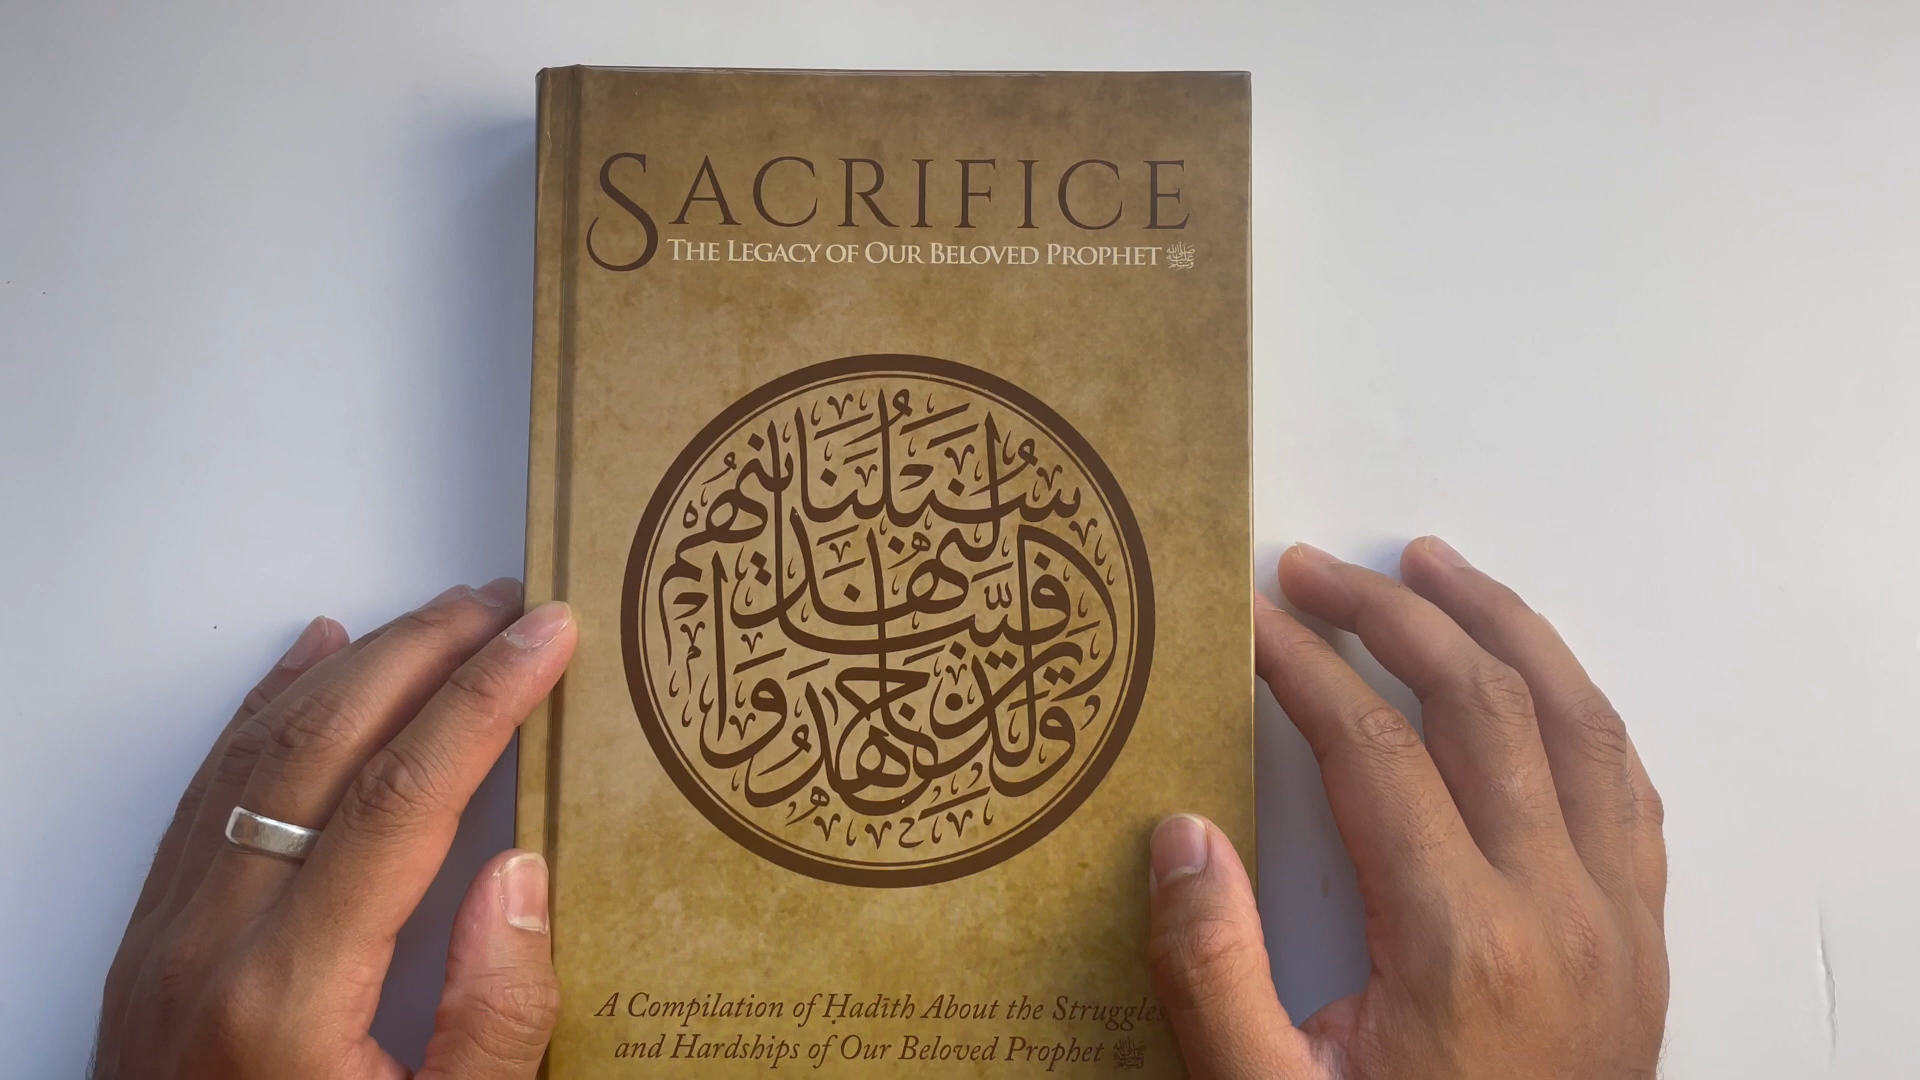 SACRIFICE
THE LEGACY OF OUR BELOVED PROPHET ﷺ
والذين جاهدوا
فينا لنهدينهم
سبلنا
A Compilation of Ḥadīth About the Struggles
and Hardships of Our Beloved Prophet ﷺ